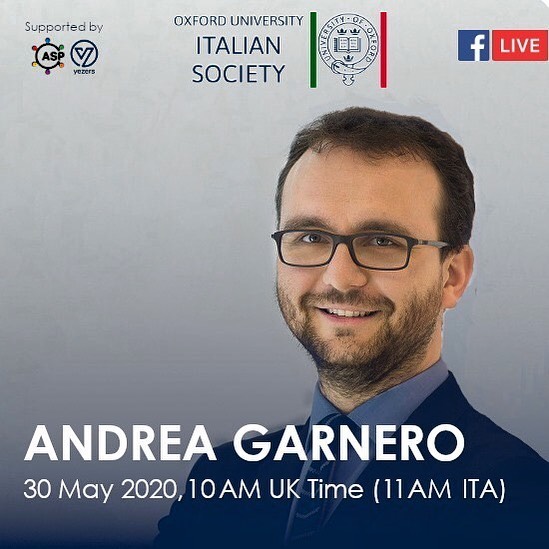 Supported by
ASP
yezers
OXFORD UNIVERSITY
ITALIAN
SOCIETY
f LIVE
ANDREA GARNERO
30 May 2020, 10 AM UK Time (11AM ITA)